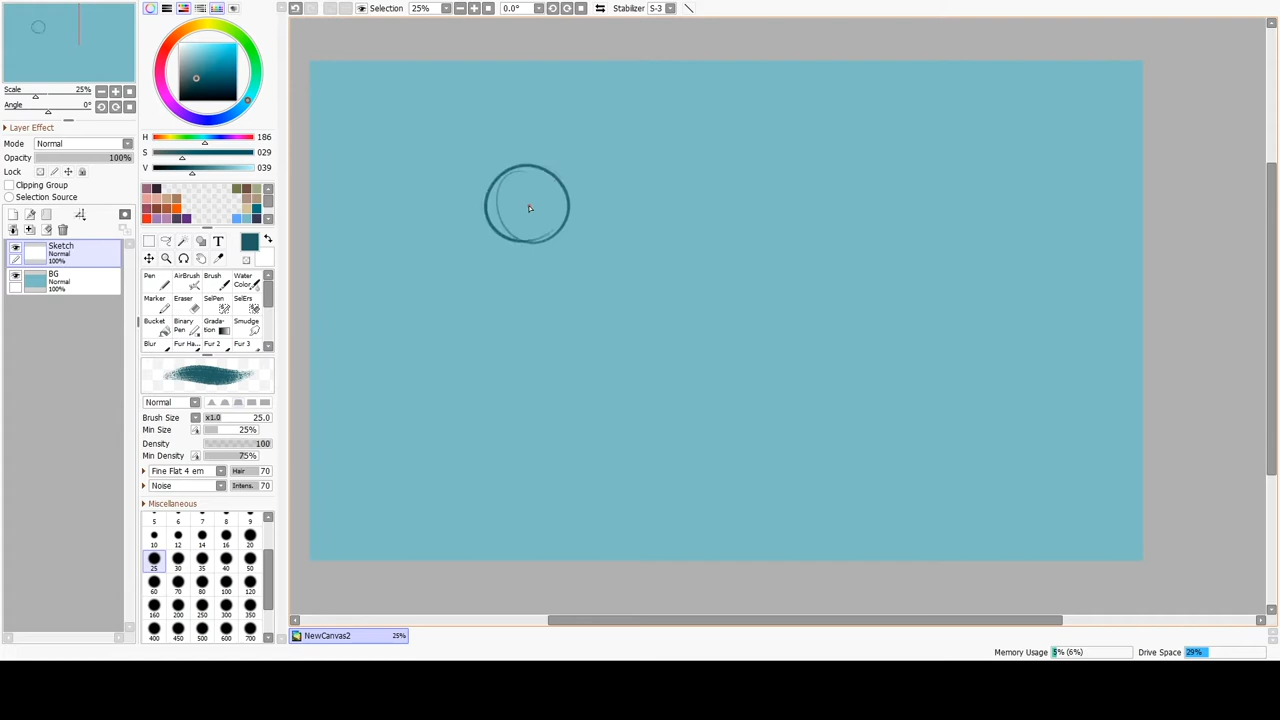 Selection
25%
0.0°
Stabilizer
S-3
Scale
25%
Angle
0°
Layer Effect
Mode
Normal
Opacity
100%
Lock
Clipping Group
Selection Source
Sketch
Normal
100%
BG
Normal
100%
H
186
S
029
V
039
T
Pen
AirBrush
Brush
Water
Color
Marker
Eraser
SelPen
SelErs
Bucket
Binary
Pen
Grada-
tion
Smudge
Blur
Fur Ha...
Fur 2
Fur 3
Normal
Brush Size
x1.0
25.0
Min Size
25%
Density
100
Min Density
75%
Fine Flat 4 em
Hair
70
Noise
Intens.
70
Miscellaneous
5 6 7 8 9
10 12 14 16 20
25 30 35 40 50
60 70 80 100 120
160 200 250 300 350
400 450 500 600 700
NewCanvas2
25%
Memory Usage
5% (6%)
Drive Space
29%